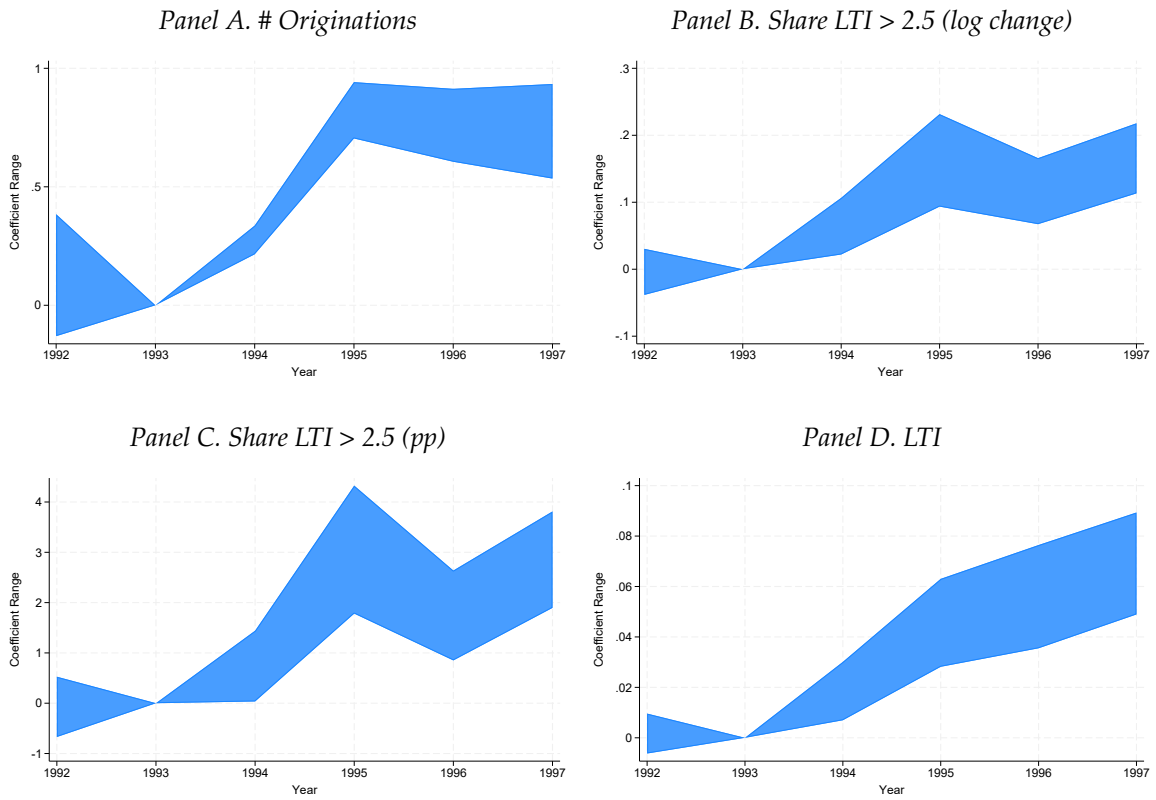 Panel A. # Originations
Coefficient Range
1
.5
0
1992 1993 1994 1995 1996 1997
Year
Panel B. Share LTI > 2.5 (log change)
Coefficient Range
.3
.2
.1
0
-.1
1992 1993 1994 1995 1996 1997
Year
Panel C. Share LTI > 2.5 (pp)
Coefficient Range
4
3
2
1
0
-1
1992 1993 1994 1995 1996 1997
Year
Panel D. LTI
Coefficient Range
.1
.08
.06
.04
.02
0
1992 1993 1994 1995 1996 1997
Year